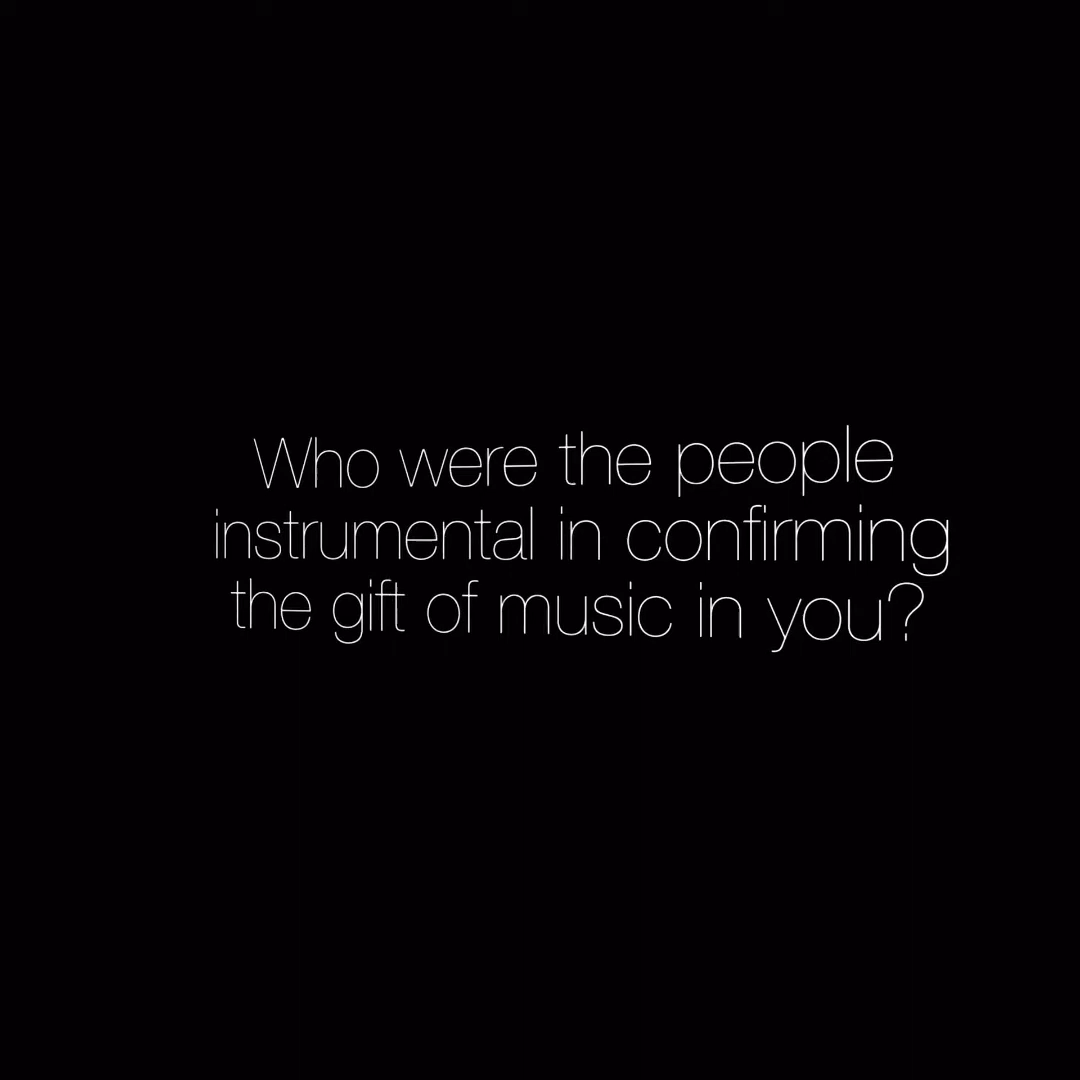 Who were the people
instrumental in confirming
the gift of music in you?